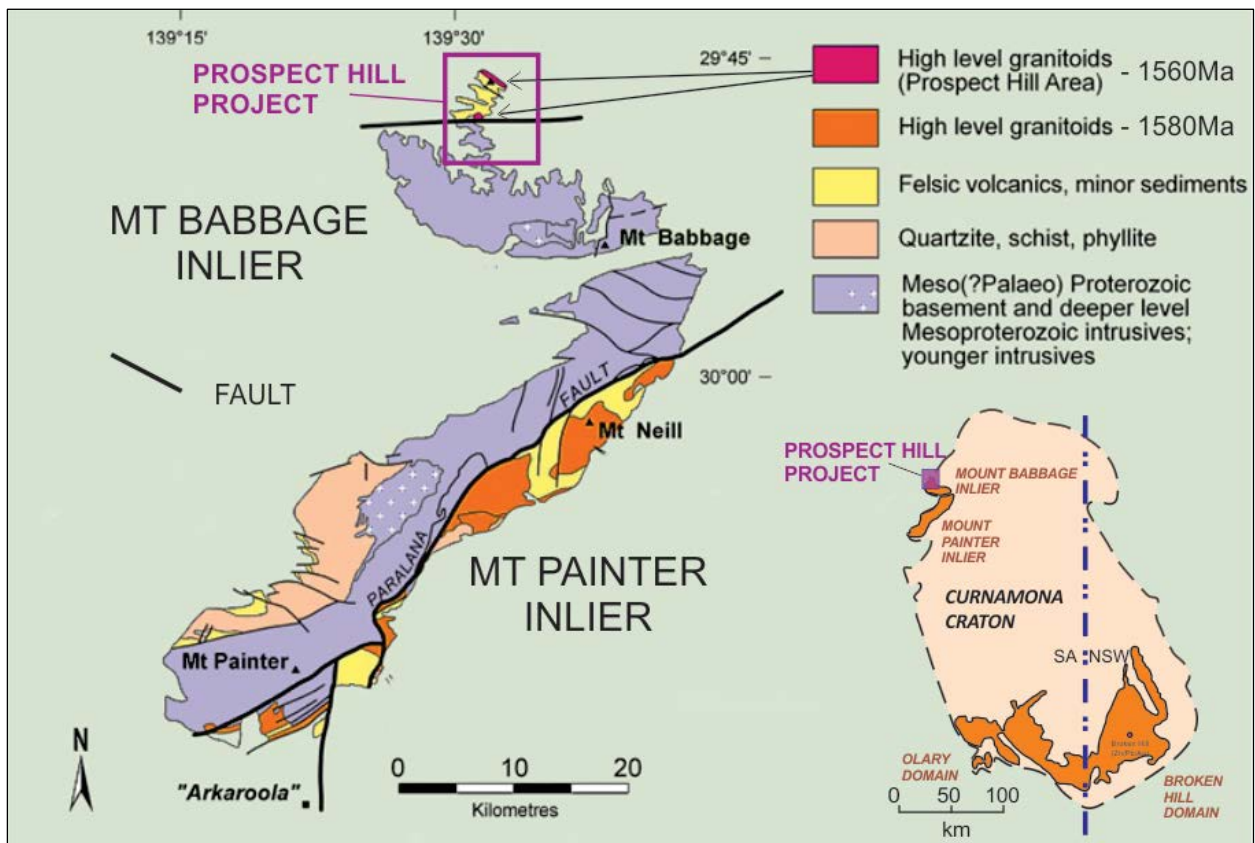 139°15'
139°30'
29°45'
PROSPECT HILL
PROJECT
High level granitoids
(Prospect Hill Area) - 1560Ma
High level granitoids - 1580Ma
Felsic volcanics, minor sediments
Quartzite, schist, phyllite
Meso(?Palaeo) Proterozoic
basement and deeper level
Mesoproterozoic intrusives;
younger intrusives
MT BABBAGE
INLIER
Mt Babbage
FAULT
30°00'
FAULT
Mt Neill
PARALANA
MT PAINTER
INLIER
Mt Painter
N
"Arkaroola"
0 10 20
Kilometres
PROSPECT HILL
PROJECT
MOUNT BABBAGE
INLIER
MOUNT
PAINTER
INLIER
CURNAMONA
CRATON
SA NSW
Broken Hill
OLARY
DOMAIN
BROKEN
HILL
DOMAIN
0 50 100
km